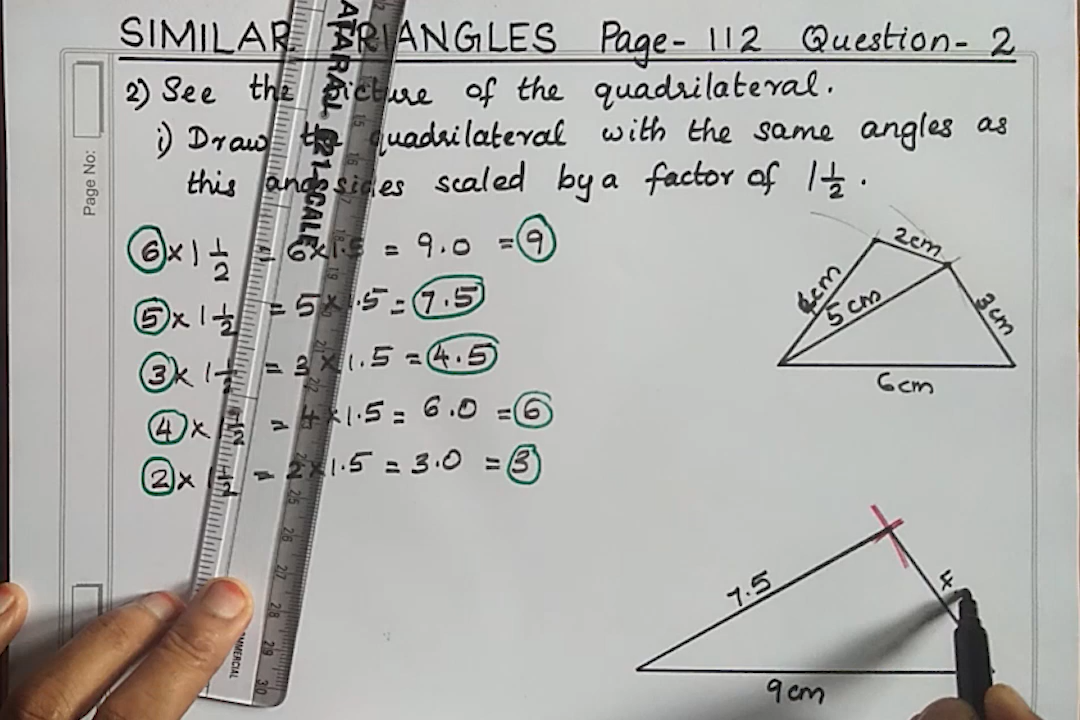 SIMILAR TRIANGLES Page-112 Question-2
2) See the picture of the quadrilateral.
i) Draw the quadrilateral with the same angles as
this and sides scaled by a factor of 1 1/2.
6 × 1 1/2 = 6×1.5 = 9.0 = 9
5 × 1 1/2 = 5×1.5 = 7.5
3 × 1 1/2 = 3×1.5 = 4.5
4 × 1 1/2 = 4×1.5 = 6.0 = 6
2 × 1 1/2 = 2×1.5 = 3.0 = 3
2cm
4cm
5cm
3cm
6cm
7.5
4.
9cm
Page No:
ATARAJ 621-SCALE